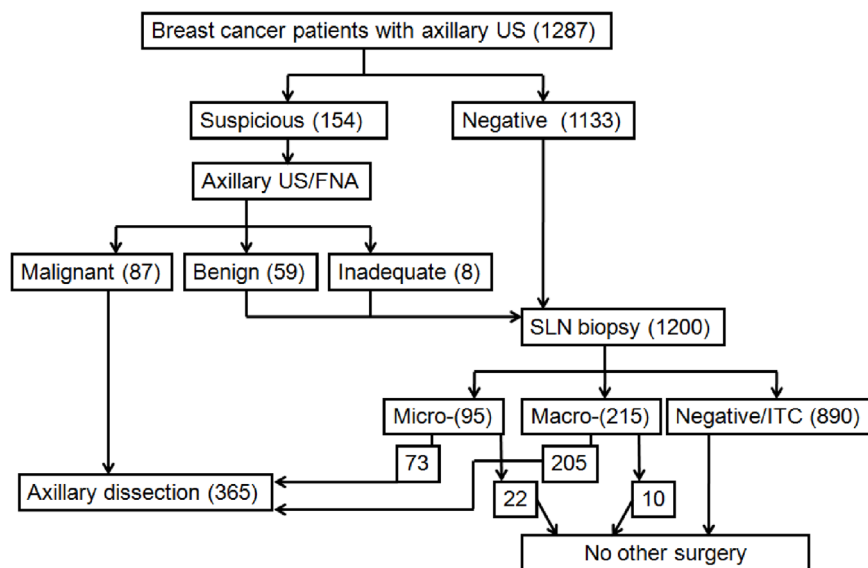 Breast cancer patients with axillary US (1287)
Suspicious (154)
Negative (1133)
Axillary US/FNA
Malignant (87)
Benign (59)
Inadequate (8)
SLN biopsy (1200)
Micro-(95)
Macro-(215)
Negative/ITC (890)
73
205
Axillary dissection (365)
22
10
No other surgery